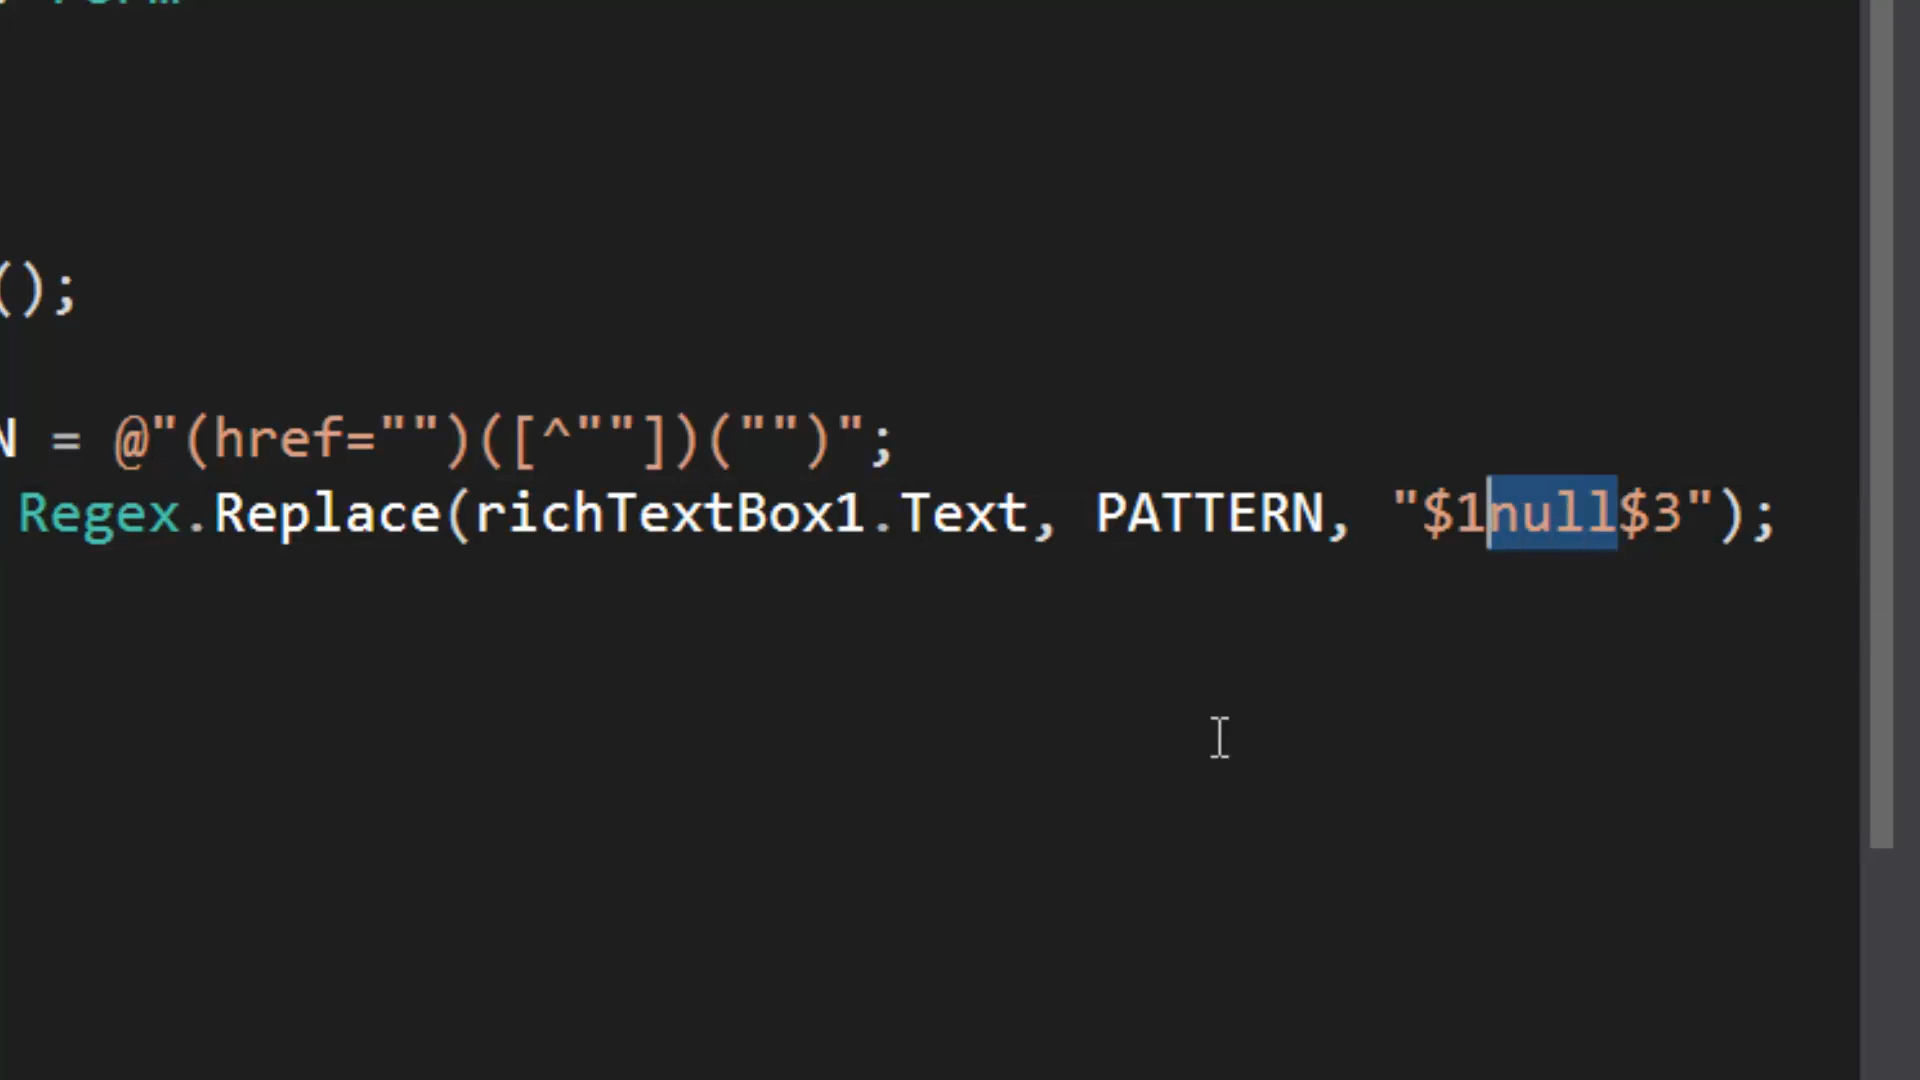 ();
N = @"(href="")([^""])("")";
Regex.Replace(richTextBox1.Text, PATTERN, "$1null$3");